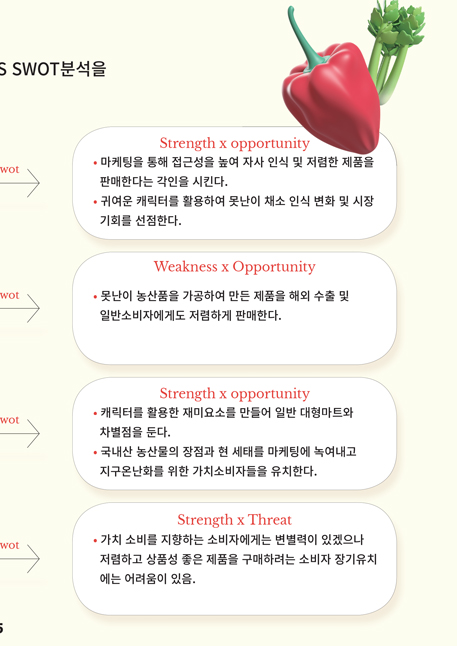 S SWOT분석을
Strength x opportunity
• 마케팅을 통해 접근성을 높여 자사 인식 및 저렴한 제품을
판매한다는 각인을 시킨다.
wot
• 귀여운 캐릭터를 활용하여 못난이 채소 인식 변화 및 시장
기회를 선점한다.
Weakness x Opportunity
wot
• 못난이 농산품을 가공하여 만든 제품을 해외 수출 및
일반소비자에게도 저렴하게 판매한다.
Strength x opportunity
• 캐릭터를 활용한 재미요소를 만들어 일반 대형마트와
wot
차별점을 둔다.
• 국내산 농산물의 장점과 현 세태를 마케팅에 녹여내고
지구온난화를 위한 가치소비자들을 유치한다.
Strength x Threat
• 가치 소비를 지향하는 소비자에게는 변별력이 있겠으나
wot
저렴하고 상품성 좋은 제품을 구매하려는 소비자 장기유치
에는 어려움이 있음.
5